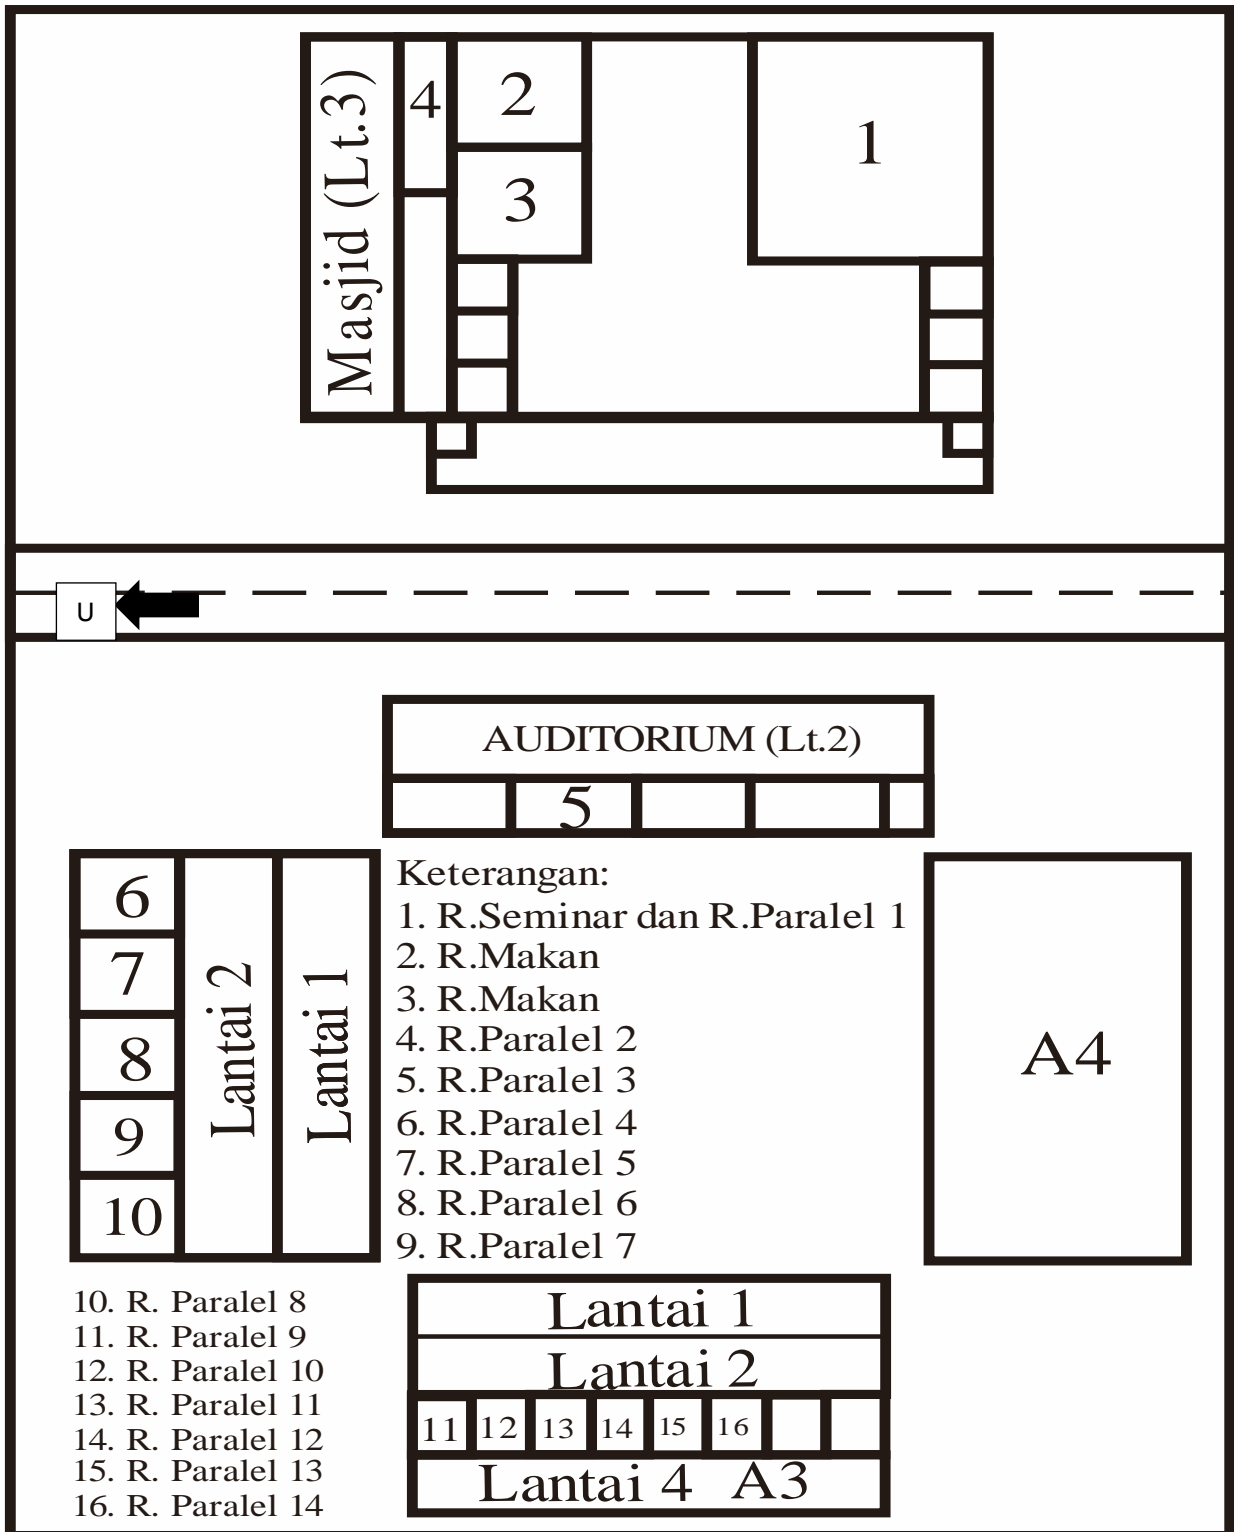 Masjid (Lt.3)
4
2
3
1
U
AUDITORIUM (Lt.2)
5
6
7
8
9
10
Lantai 2
Lantai 1
Keterangan:
1. R.Seminar dan R.Paralel 1
2. R.Makan
3. R.Makan
4. R.Paralel 2
5. R.Paralel 3
6. R.Paralel 4
7. R.Paralel 5
8. R.Paralel 6
9. R.Paralel 7
A4
10. R. Paralel 8
11. R. Paralel 9
12. R. Paralel 10
13. R. Paralel 11
14. R. Paralel 12
15. R. Paralel 13
16. R. Paralel 14
Lantai 1
Lantai 2
11 12 13 14 15 16
Lantai 4 A3